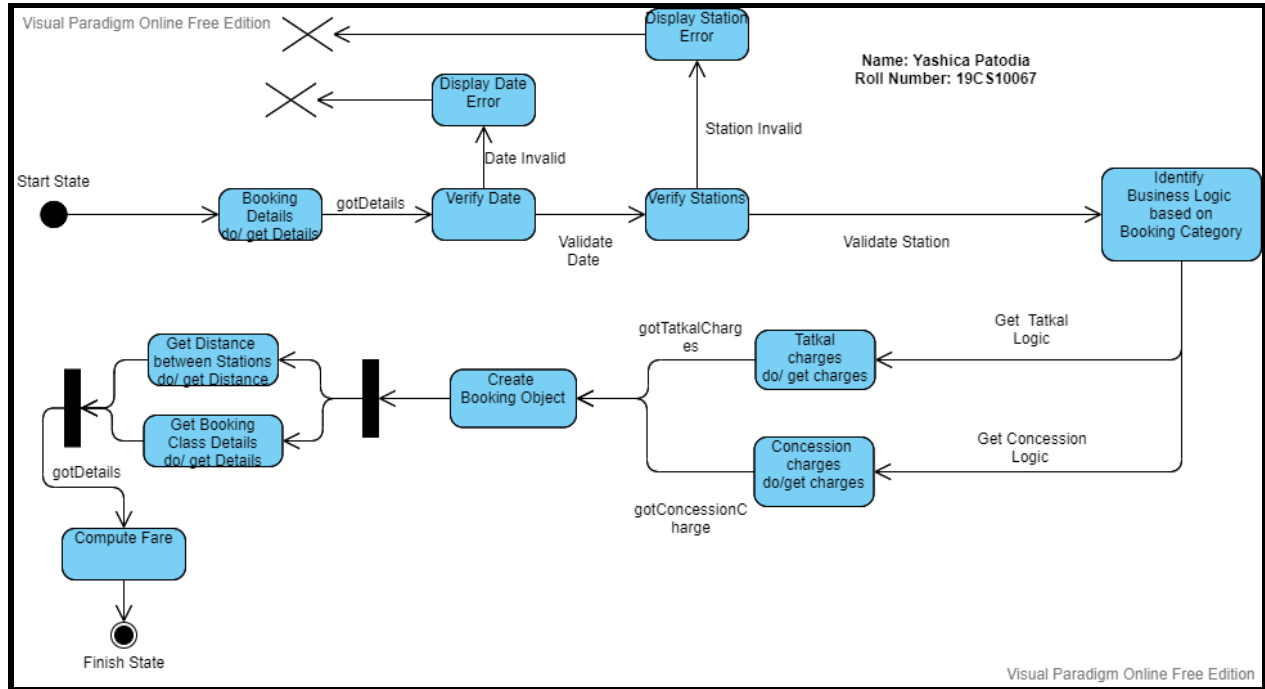 Visual Paradigm Online Free Edition
Display Station
Error
Name: Yashica Patodia
Roll Number: 19CS10067
Display Date
Error
Station Invalid
Date Invalid
Start State
Booking
Details
do/ get Details
gotDetails
Verify Date
Validate
Date
Verify Stations
Validate Station
Identify
Business Logic
based on
Booking Category
Get Tatkal
Logic
gotTatkalCharg
es
Tatkal
charges
do/ get charges
Get Distance
between Stations
do/ get Distance
Create
Booking Object
Get Booking
Class Details
do/ get Details
Get Concession
Logic
Concession
charges
do/get charges
gotConcessionC
harge
gotDetails
Compute Fare
Finish State
Visual Paradigm Online Free Edition